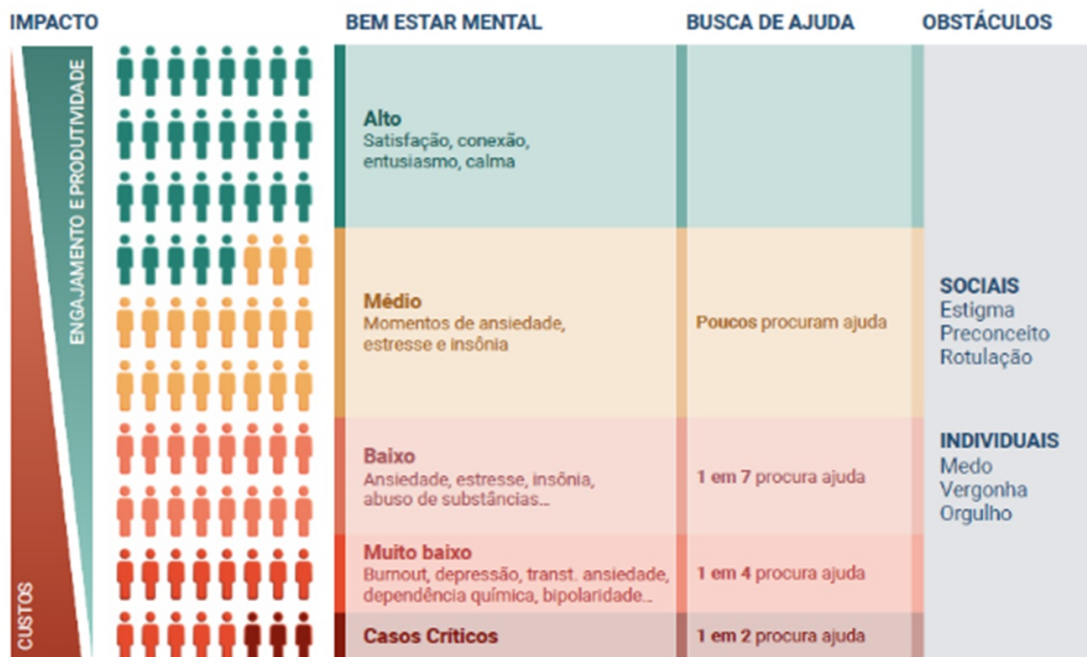 IMPACTO
BEM ESTAR MENTAL
BUSCA DE AJUDA
OBSTÁCULOS
ENGAJAMENTO E PRODUTIVIDADE
CUSTOS
Alto
Satisfação, conexão,
entusiasmo, calma
Médio
Momentos de ansiedade,
estresse e insônia
Poucos procuram ajuda
Baixo
Ansiedade, estresse, insônia,
abuso de substâncias...
1 em 7 procura ajuda
Muito baixo
Burnout, depressão, transt. ansiedade,
dependência química, bipolaridade...
1 em 4 procura ajuda
Casos Críticos
1 em 2 procura ajuda
SOCIAIS
Estigma
Preconceito
Rotulação
INDIVIDUAIS
Medo
Vergonha
Orgulho